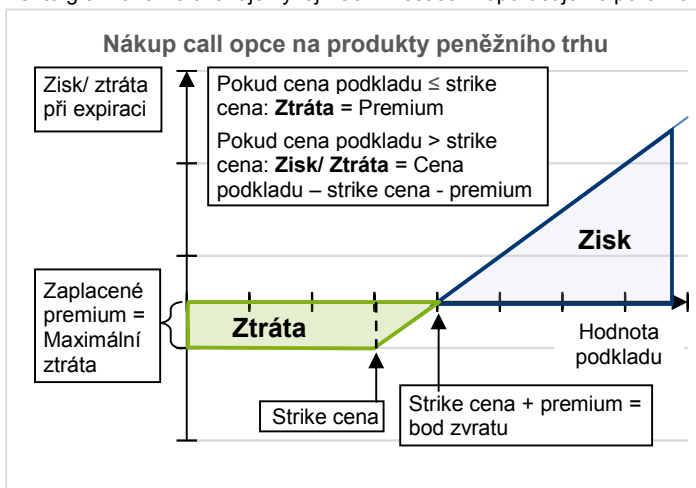 Nákup call opce na produkty peněžního trhu
Zisk/ ztráta
při expiraci
Pokud cena podkladu ≤ strike
cena: Ztráta = Premium
Pokud cena podkladu > strike
cena: Zisk/ Ztráta = Cena
podkladu – strike cena - premium
Zisk
Zaplacené
premium =
Maximální
ztráta
Ztráta
Hodnota
podkladu
Strike cena
Strike cena + premium =
bod zvratu